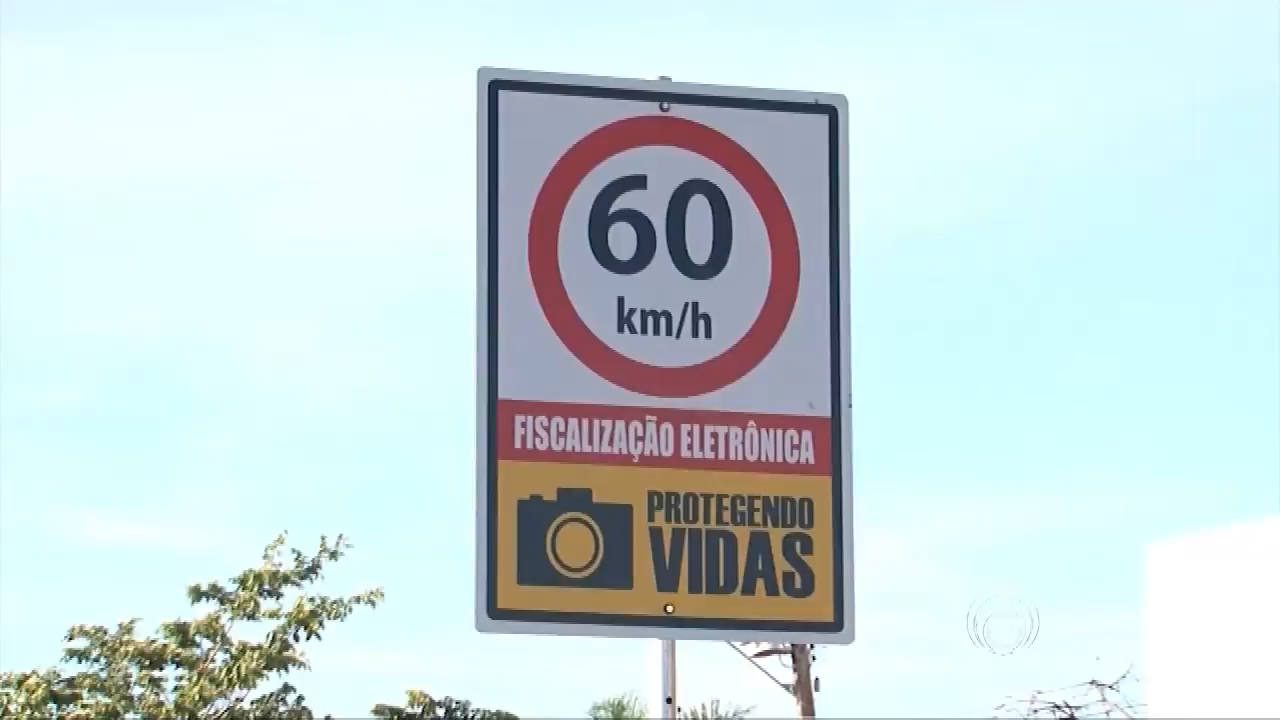 60
km/h
FISCALIZAÇÃO ELETRÔNICA
PROTEGENDO
VIDAS